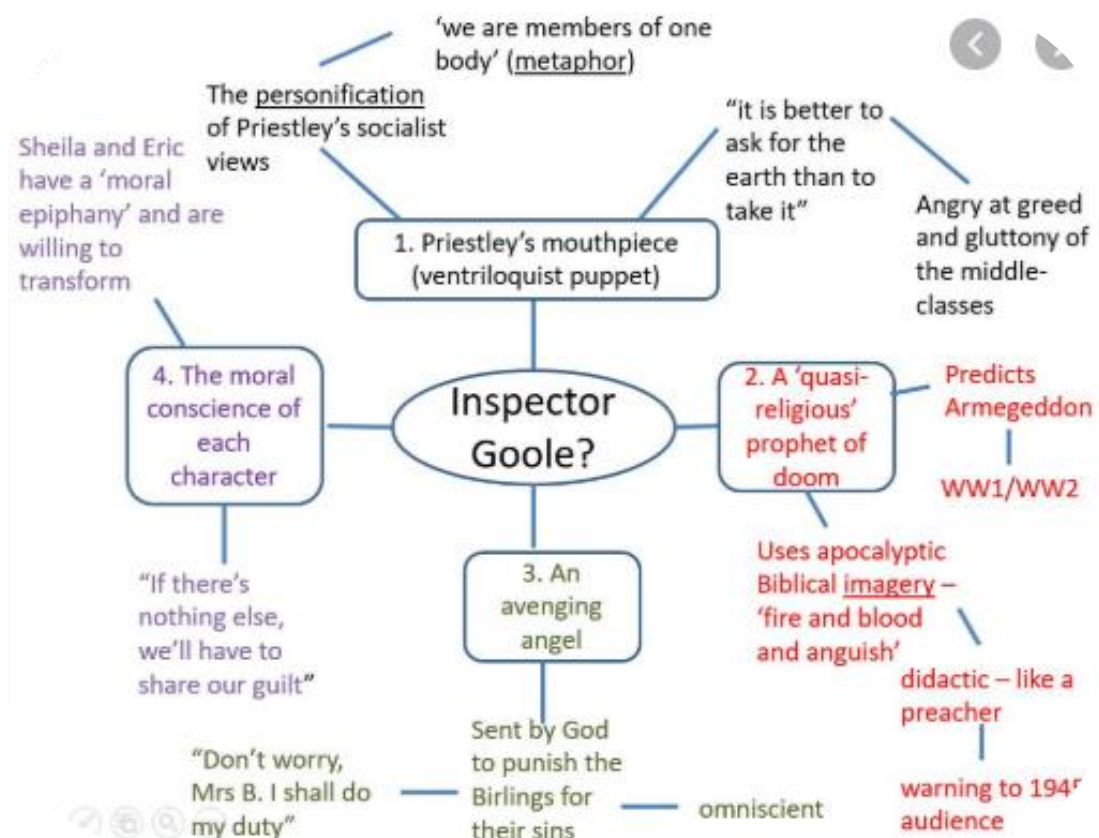 ‘we are members of one
body’ (metaphor)
The personification
of Priestley’s socialist
views
“it is better to
ask for the
earth than to
take it”
Angry at greed
and gluttony of
the middle-
classes
Sheila and Eric
have a ‘moral
epiphany’ and are
willing to
transform
1. Priestley’s mouthpiece
(ventriloquist puppet)
4. The moral
conscience of
each
character
Inspector
Goole?
2. A ‘quasi-
religious’
prophet of
doom
Predicts
Armegeddon
WW1/WW2
“If there’s
nothing else,
we’ll have to
share our guilt”
3. An
avenging
angel
Uses apocalyptic
Biblical imagery –
‘fire and blood
and anguish’
didactic – like a
preacher
warning to 1945
audience
“Don’t worry,
Mrs B. I shall do
my duty”
Sent by God
to punish the
Birlings for
their sins
omniscient